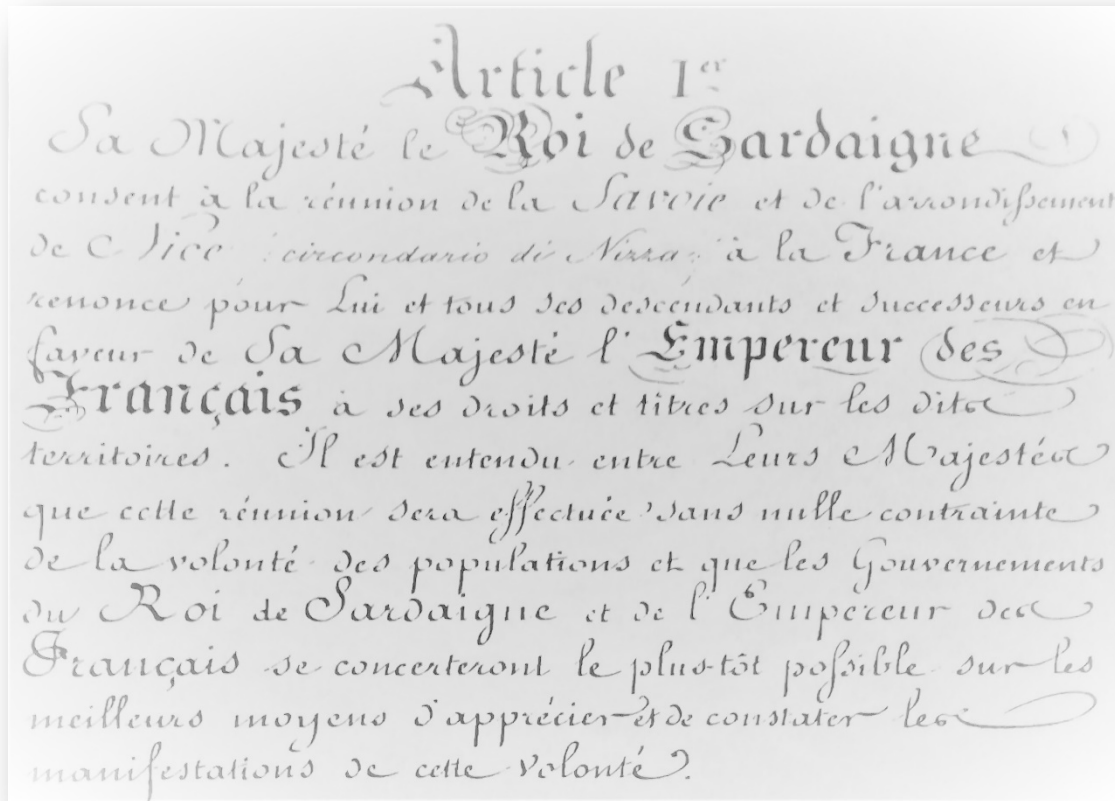 Article 1er
Sa Majesté le Roi de Sardaigne
consent à la réunion de la Savoie et de l'arrondissement
de Nice (circondario di Nizza) à la France et
renonce pour Lui et tous ses descendants et successeurs en
faveur de Sa Majesté l'Empereur des
Français à ses droits et titres sur les dits
territoires. Il est entendu entre Leurs Majestés
que cette réunion sera effectuée sans nulle contrainte
de la volonté des populations et que les Gouvernements
du Roi de Sardaigne et de l'Empereur des
Français se concerteront le plus tôt possible sur les
meilleurs moyens d'apprécier et de constater les
manifestations de cette volonté.